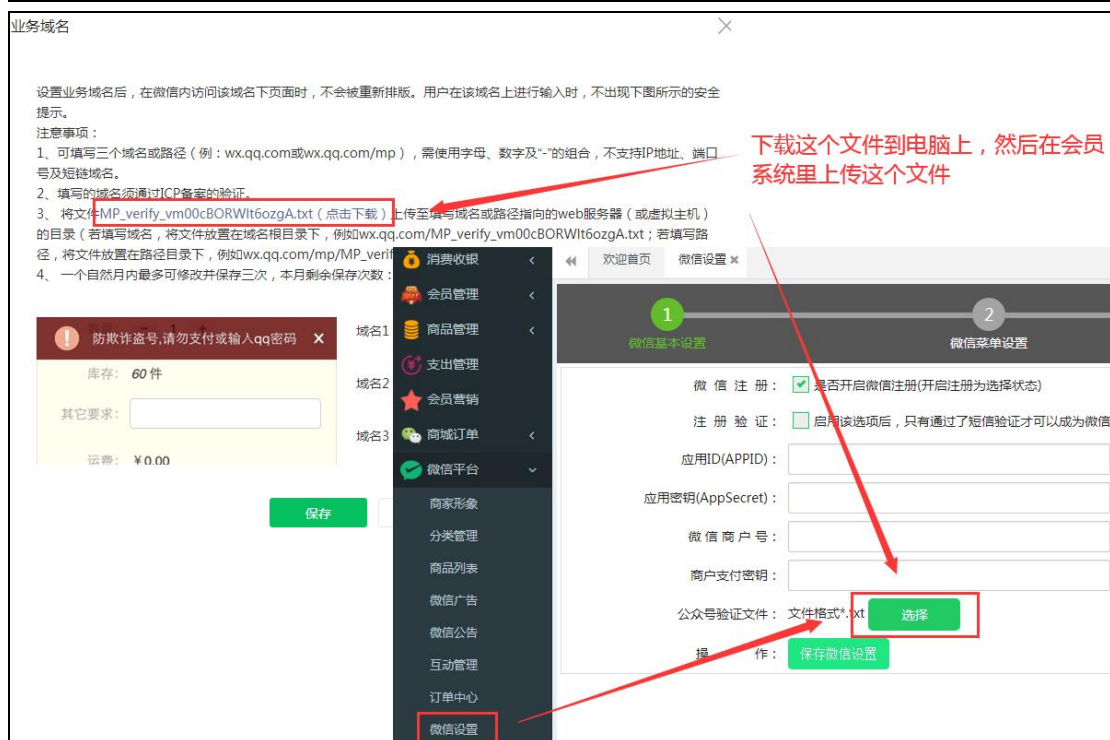 业务域名
设置业务域名后，在微信内访问该域名下页面时，不会被重新排版。用户在该域名上进行输入时，不出现下图所示的安全
提示。
注意事项：
1、可填写三个域名或路径（例：wx.qq.com或wx.qq.com/mp），需使用字母、数字及“-”的组合，不支持IP地址、端口
号及短链域名。
2、填写的域名须通过ICP备案的验证。
3、 将文件MP_verify_vm00cBORWlt6ozgA.txt（点击下载）上传至填写域名或路径指向的web服务器（或虚拟主机）
的目录（若填写域名，将文件放置在域名根目录下，例如wx.qq.com/MP_verify_vm00cBORWlt6ozgA.txt；若填写路
径，将文件放置在路径目录下，例如wx.qq.com/mp/MP_verif
4、 一个自然月内最多可修改并保存三次，本月剩余保存次数：
下载这个文件到电脑上，然后在会员
系统里上传这个文件
防欺诈盗号,请勿支付或输入qq密码
库存: 60件
其它要求:
运费: ￥0.00
域名1
域名2
域名3
保存
消费收银
会员管理
商品管理
支出管理
会员营销
商城订单
微信平台
商家形象
分类管理
商品列表
微信广告
微信公告
互动管理
订单中心
微信设置
欢迎首页 微信设置
1
微信基本设置
2
微信菜单设置
微 信 注 册： 是否开启微信注册(开启注册为选择状态)
注 册 验 证： 启用该选项后，只有通过了短信验证才可以成为微信
应用ID(APPID)：
应用密钥(AppSecret)：
微 信 商 户 号：
商户支付密钥：
公众号验证文件： 文件格式*.txt 选择
操 作： 保存微信设置